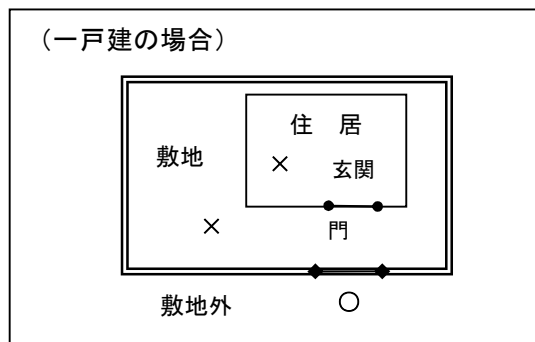 （一戸建の場合）
住 居
敷地
× 玄関
×
門
敷地外 ○